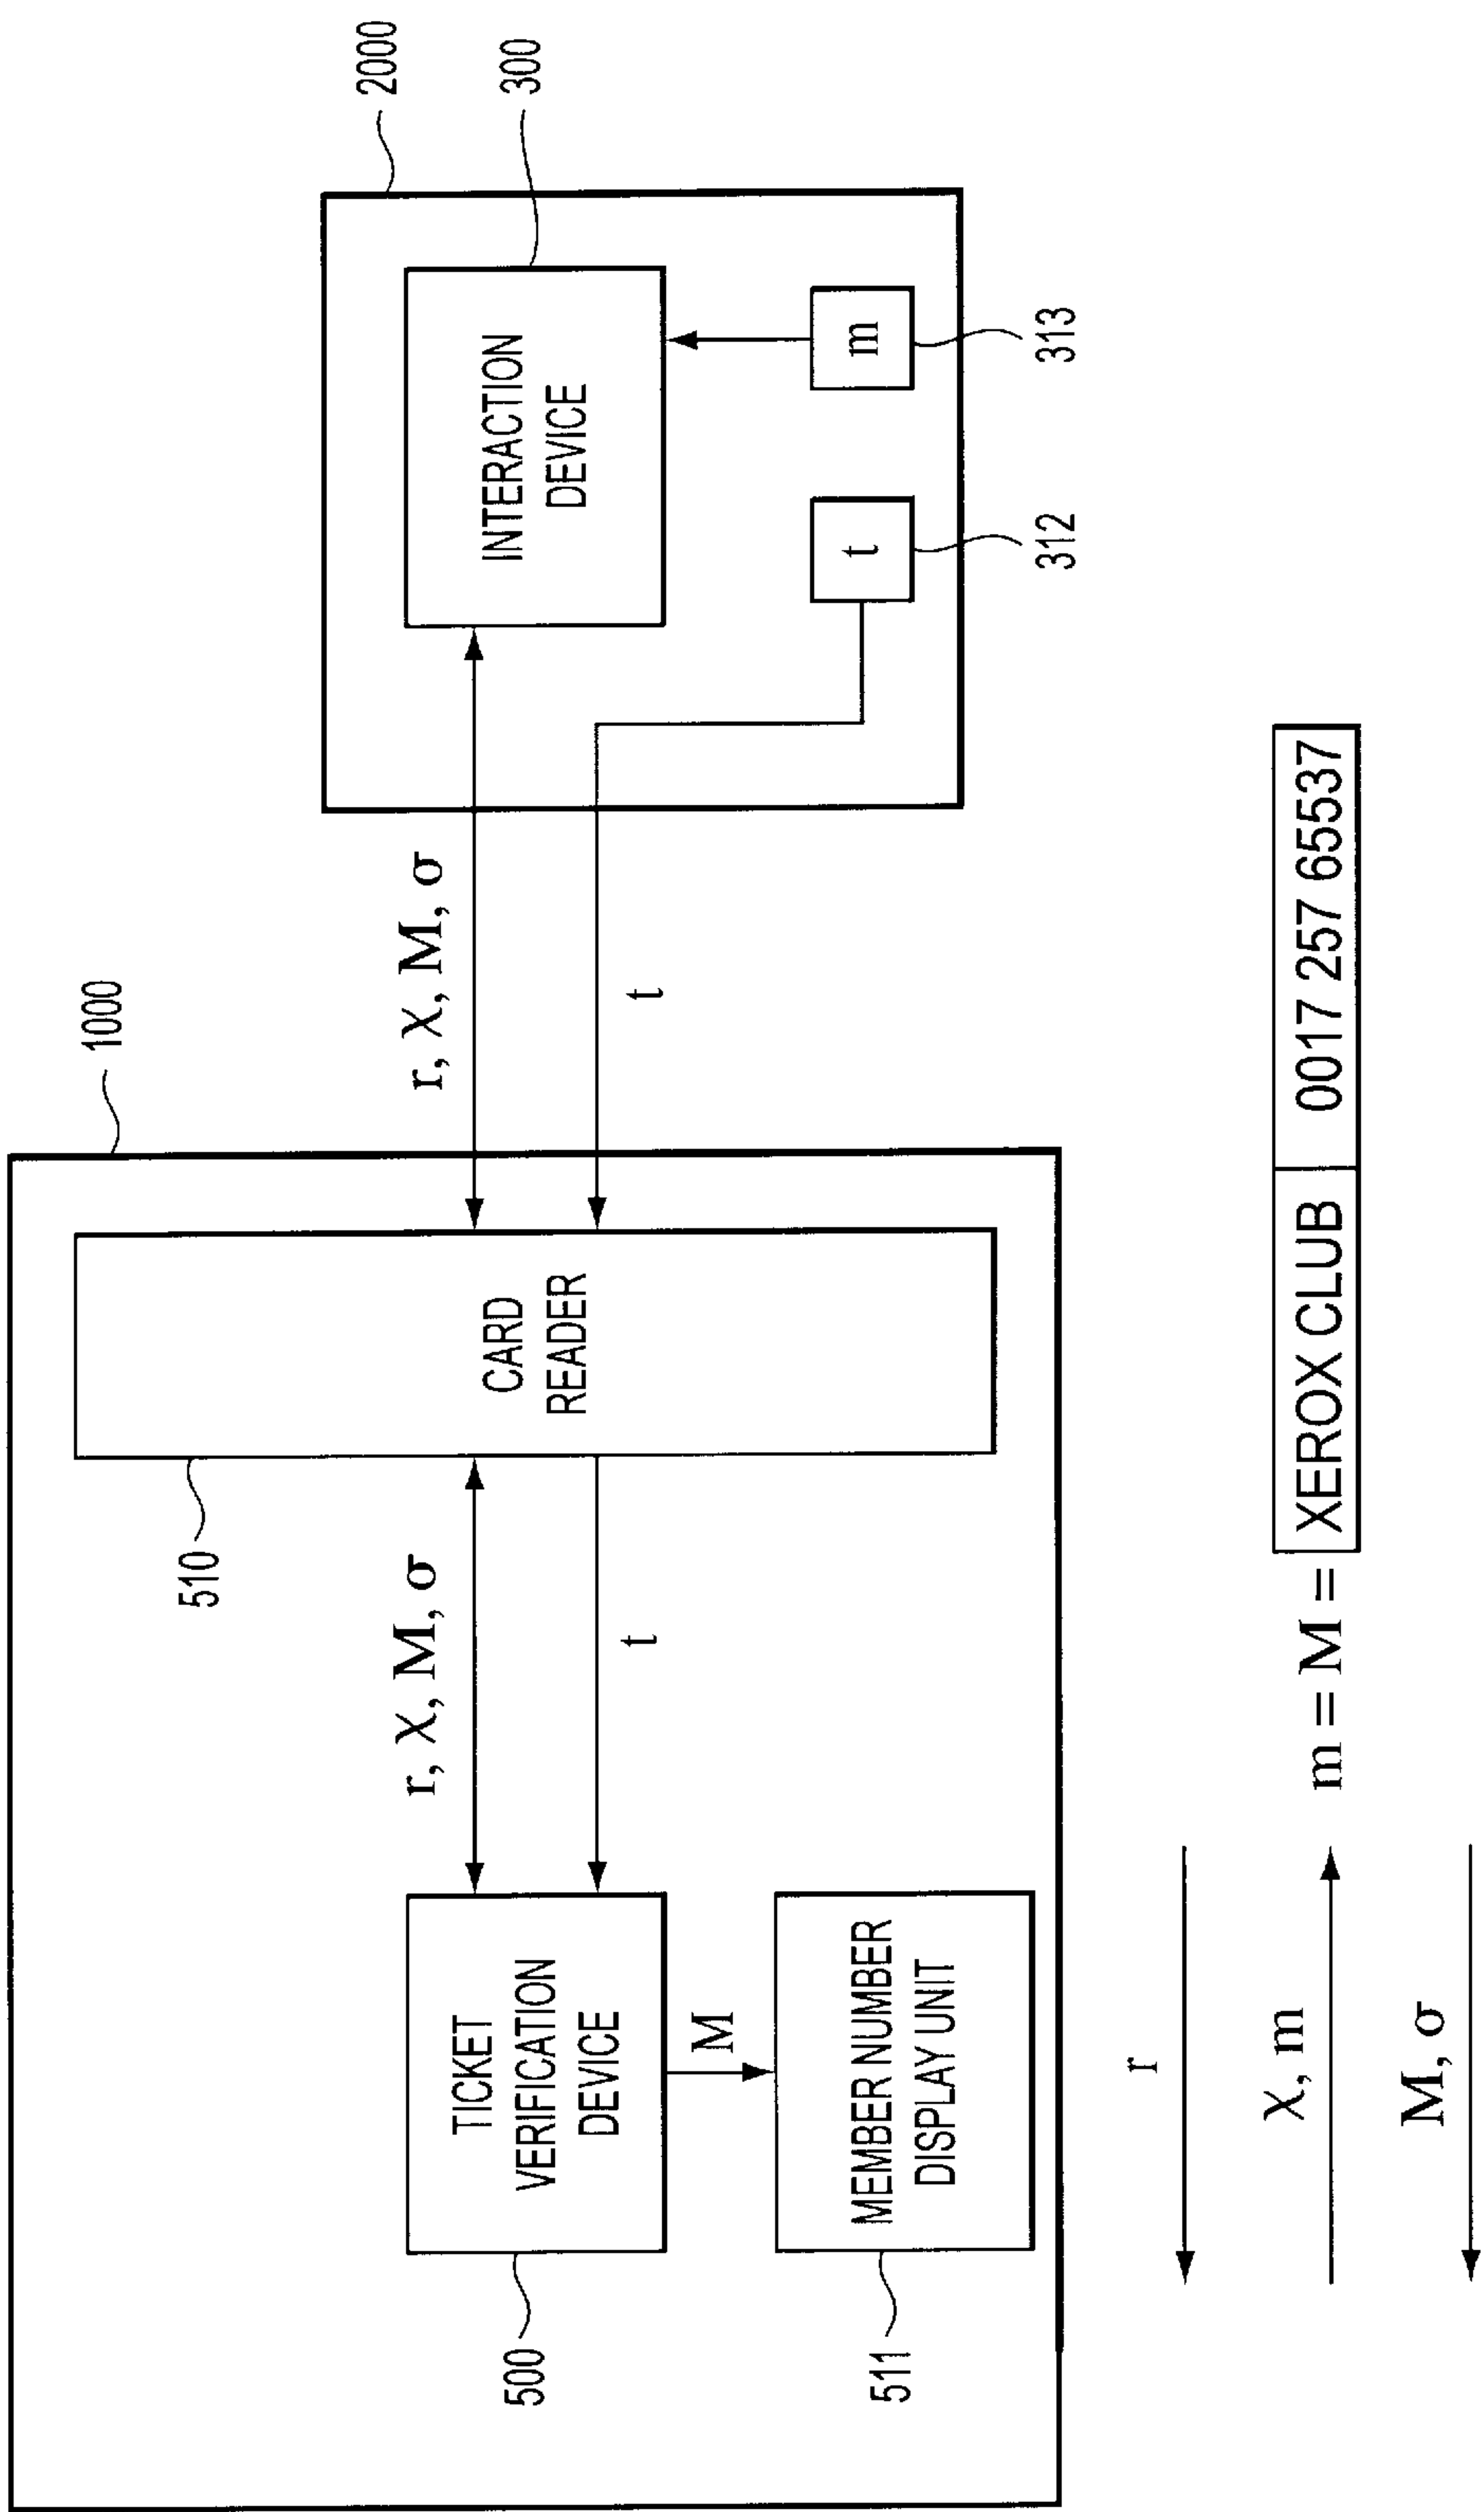 1000
2000
300
510
r, χ, M, σ
r, χ, M, σ
500
TICKET
VERIFICATION
DEVICE
CARD
READER
INTERACTION
DEVICE
t
t
M
511
MEMBER NUMBER
DISPLAY UNIT
t
m
312
313
r
χ, m
m = M = XEROX CLUB 0017 257 65537
M, σ